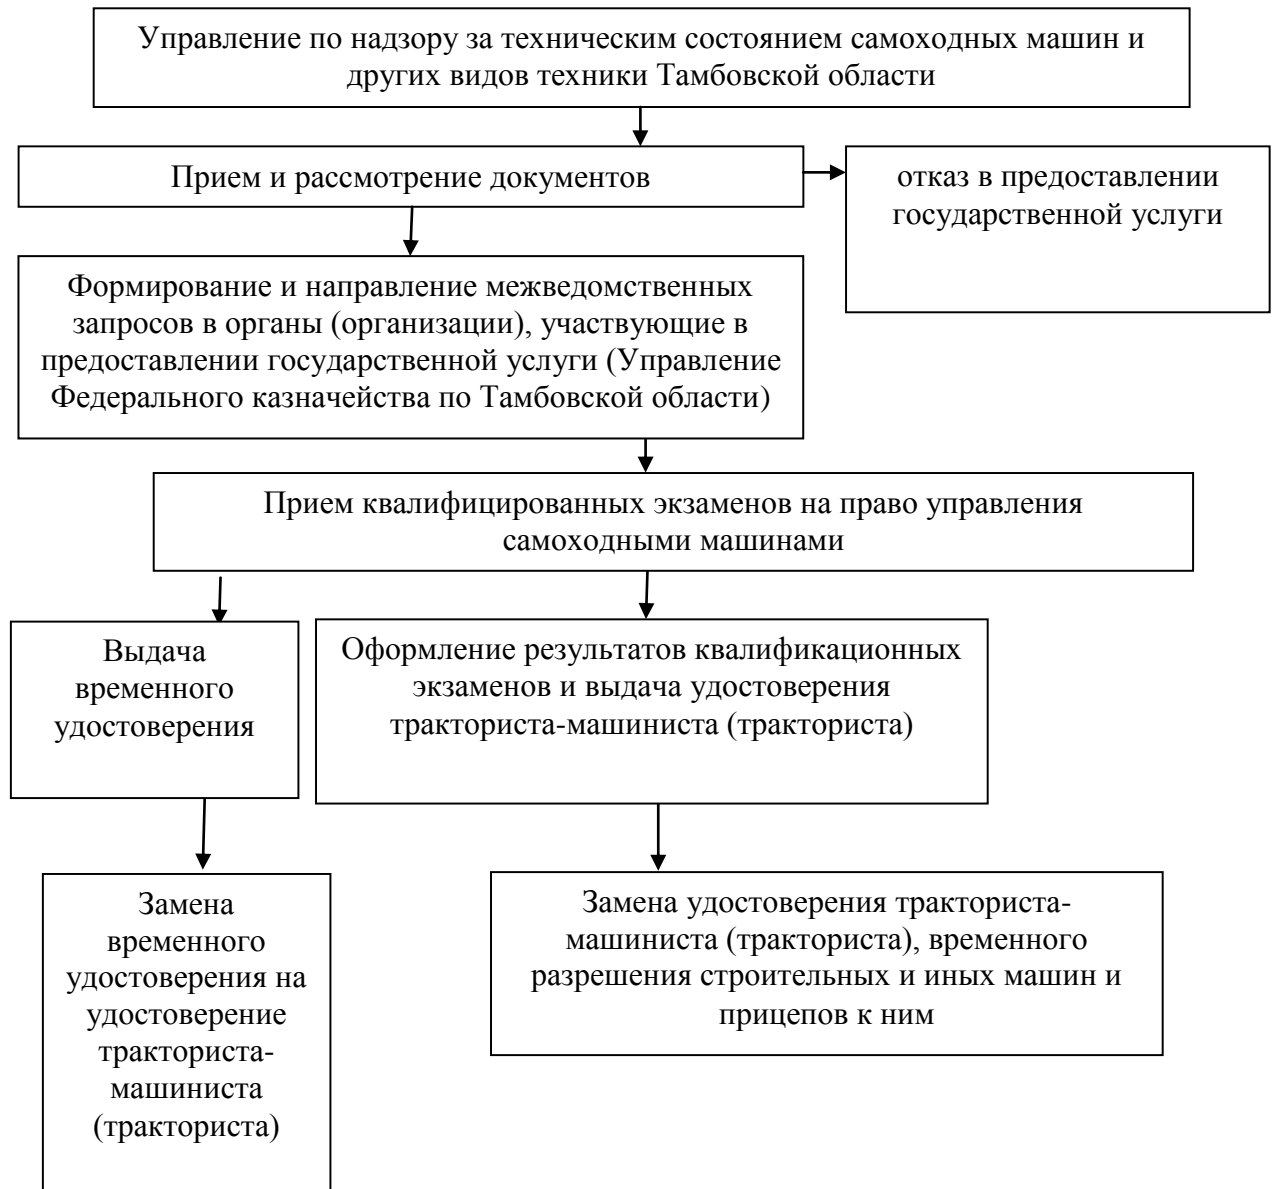 Управление по надзору за техническим состоянием самоходных машин и
других видов техники Тамбовской области
Прием и рассмотрение документов
отказ в предоставлении
государственной услуги
Формирование и направление межведомственных
запросов в органы (организации), участвующие в
предоставлении государственной услуги (Управление
Федерального казначейства по Тамбовской области)
Прием квалифицированных экзаменов на право управления
самоходными машинами
Выдача
временного
удостоверения
Оформление результатов квалификационных
экзаменов и выдача удостоверения
тракториста-машиниста (тракториста)
Замена
временного
удостоверения на
удостоверение
тракториста-
машиниста
(тракториста)
Замена удостоверения тракториста-
машиниста (тракториста), временного
разрешения строительных и иных машин и
прицепов к ним